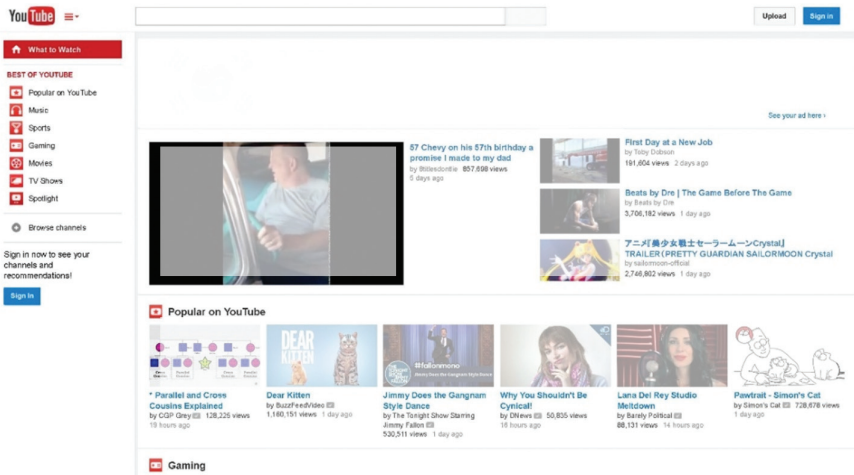 YouTube
Upload
Sign in
What to Watch
BEST OF YOUTUBE
Popular on YouTube
Music
Sports
Gaming
Movies
TV Shows
Spotlight
Browse channels
Sign in now to see your
channels and
recommendations!
Sign In
See your ad here ›
57 Chevy on his 57th birthday a
promise I made to my dad
857,698 views
5 days ago
First Day at a New Job
by Toby Dobson
191,604 views 2 days ago
Beats by Dre | The Game Before The Game
by Beats by Dre
3,706,192 views 1 day ago
アニメ『美少女戦士セーラームーンCrystal』
TRAILER(PRETTY GUARDIAN SAILORMOON Crystal
by sailormoon-official
2,746,802 views 1 day ago
Popular on YouTube
DEAR
KITTEN
#fallonmono
Jimmy Does the Gangnam Style Dance
* Parallel and Cross
Cousins Explained
by CGP Grey 128,225 views
19 hours ago
Dear Kitten
by BuzzFeedVideo
1,160,151 views 1 day ago
Jimmy Does the Gangnam
Style Dance
by The Tonight Show Starring
Jimmy Fallon
530,511 views 1 day ago
Why You Shouldn't Be
Cynical!
by DNews 50,835 views
16 hours ago
Lana Del Rey Studio
Meltdown
by Barely Political
88,131 views 14 hours ago
Pawtrait - Simon's Cat
by Simon's Cat 728,678 views
1 day ago
Gaming